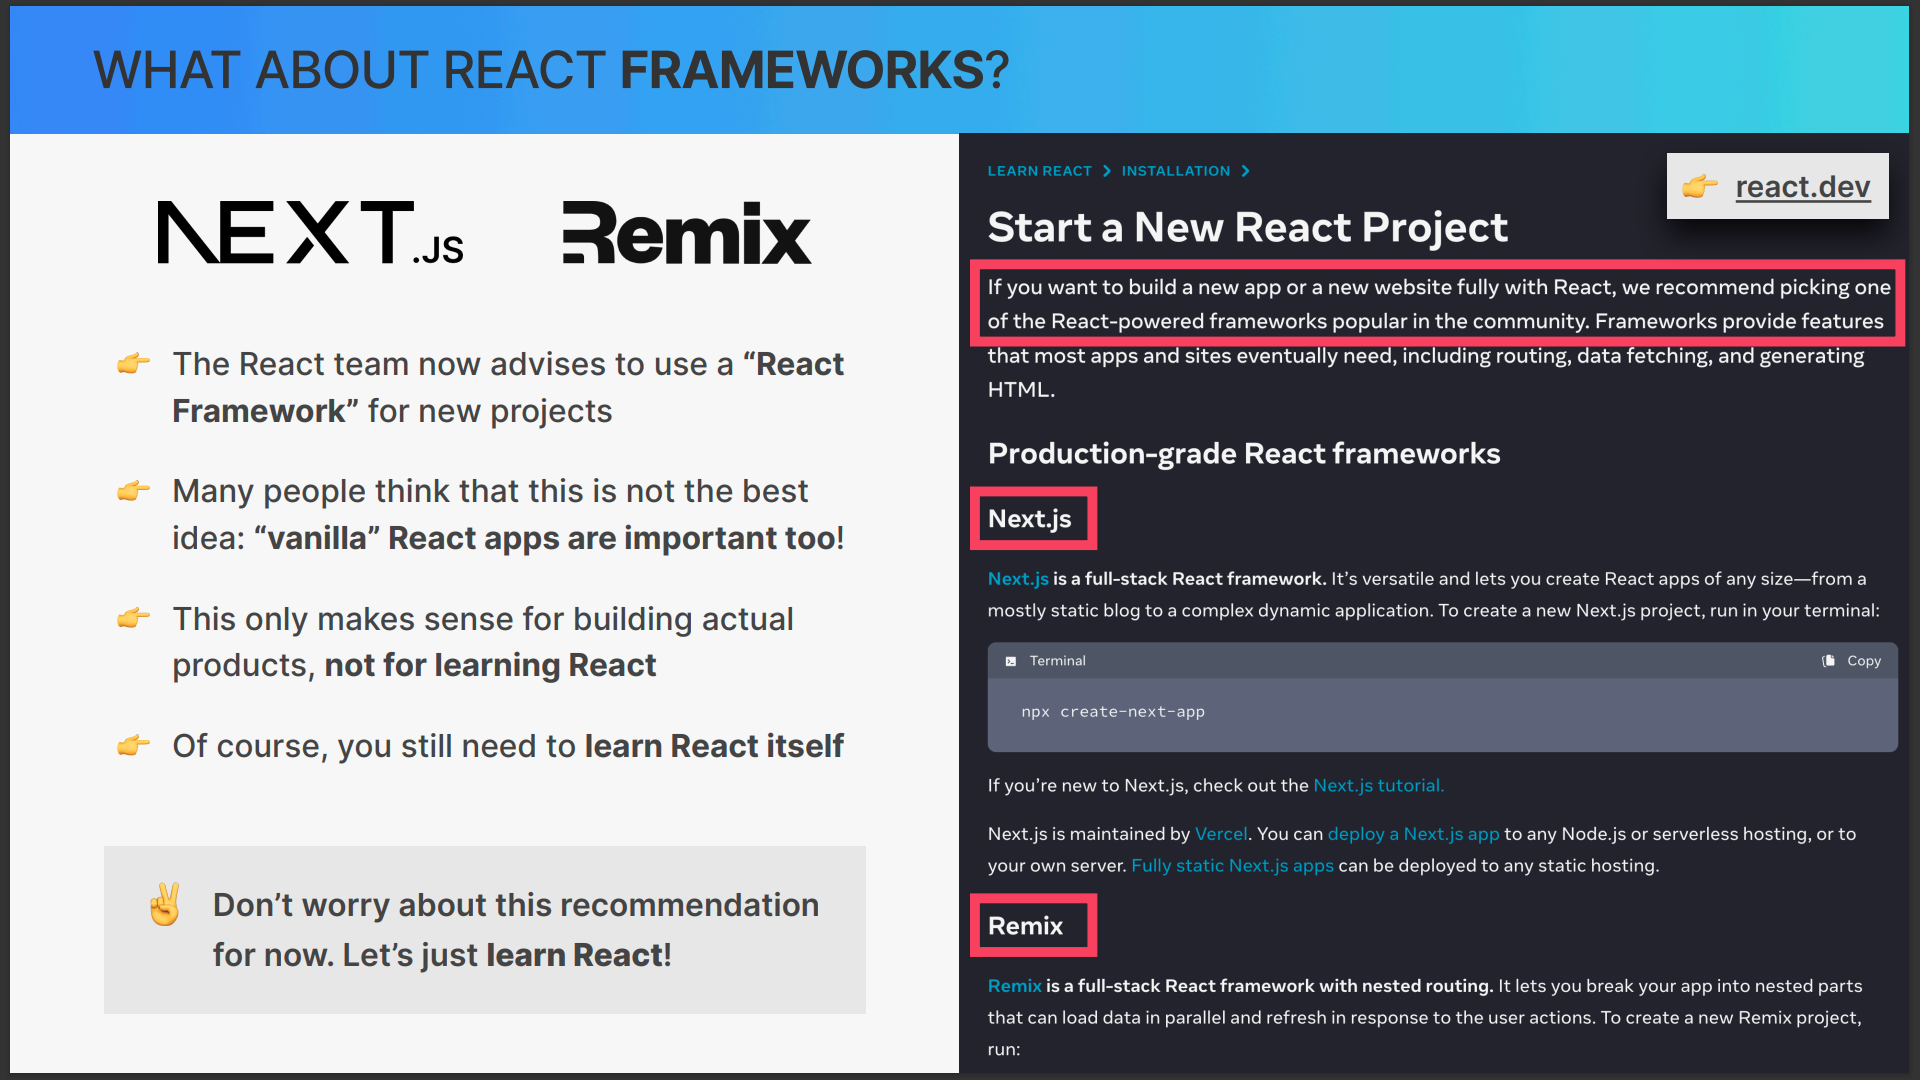 WHAT ABOUT REACT FRAMEWORKS?
NEXT.JS
Remix
The React team now advises to use a “React
Framework” for new projects
Many people think that this is not the best
idea: “vanilla” React apps are important too!
This only makes sense for building actual
products, not for learning React
Of course, you still need to learn React itself
Don’t worry about this recommendation
for now. Let’s just learn React!
LEARN REACT > INSTALLATION >
react.dev
Start a New React Project
If you want to build a new app or a new website fully with React, we recommend picking one
of the React-powered frameworks popular in the community. Frameworks provide features
that most apps and sites eventually need, including routing, data fetching, and generating
HTML.
Production-grade React frameworks
Next.js
Next.js is a full-stack React framework. It’s versatile and lets you create React apps of any size—from a
mostly static blog to a complex dynamic application. To create a new Next.js project, run in your terminal:
Terminal
Copy
npx create-next-app
If you’re new to Next.js, check out the Next.js tutorial.
Next.js is maintained by Vercel. You can deploy a Next.js app to any Node.js or serverless hosting, or to
your own server. Fully static Next.js apps can be deployed to any static hosting.
Remix
Remix is a full-stack React framework with nested routing. It lets you break your app into nested parts
that can load data in parallel and refresh in response to the user actions. To create a new Remix project,
run: